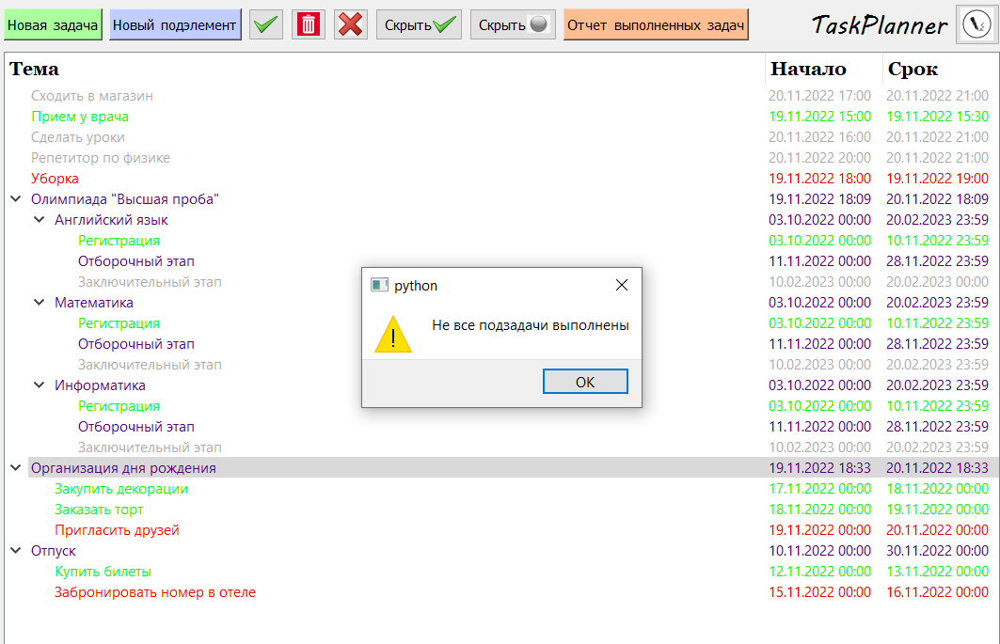 Новая задача Новый подэлемент Скрыть Скрыть Отчет выполненных задач TaskPlanner
Тема Начало Срок
Сходить в магазин 20.11.2022 17:00 20.11.2022 21:00
Прием у врача 19.11.2022 15:00 19.11.2022 15:30
Сделать уроки 20.11.2022 16:00 20.11.2022 21:00
Репетитор по физике 20.11.2022 20:00 20.11.2022 21:00
Уборка 19.11.2022 18:00 19.11.2022 19:00
Олимпиада "Высшая проба" 19.11.2022 18:09 20.11.2022 18:09
Английский язык 03.10.2022 00:00 20.02.2023 23:59
Регистрация 03.10.2022 00:00 10.11.2022 23:59
Отборочный этап 11.11.2022 00:00 28.11.2022 23:59
Заключительный этап 10.02.2023 00:00 20.02.2023 00:00
Математика 03.10.2022 00:00 20.02.2023 23:59
Регистрация 03.10.2022 00:00 10.11.2022 23:59
Отборочный этап 11.11.2022 00:00 28.11.2022 23:59
Заключительный этап 10.02.2023 00:00 20.02.2023 23:59
Информатика 03.10.2022 00:00 20.02.2023 23:59
Регистрация 03.10.2022 00:00 10.11.2022 23:59
Отборочный этап 11.11.2022 00:00 28.11.2022 23:59
Заключительный этап 10.02.2023 00:00 20.02.2023 23:59
Организация дня рождения 19.11.2022 18:33 20.11.2022 18:33
Закупить декорации 17.11.2022 00:00 18.11.2022 00:00
Заказать торт 18.11.2022 00:00 19.11.2022 00:00
Пригласить друзей 19.11.2022 00:00 20.11.2022 00:00
Отпуск 10.11.2022 00:00 30.11.2022 00:00
Купить билеты 12.11.2022 00:00 13.11.2022 00:00
Забронировать номер в отеле 15.11.2022 00:00 16.11.2022 00:00
python
Не все подзадачи выполнены
OK